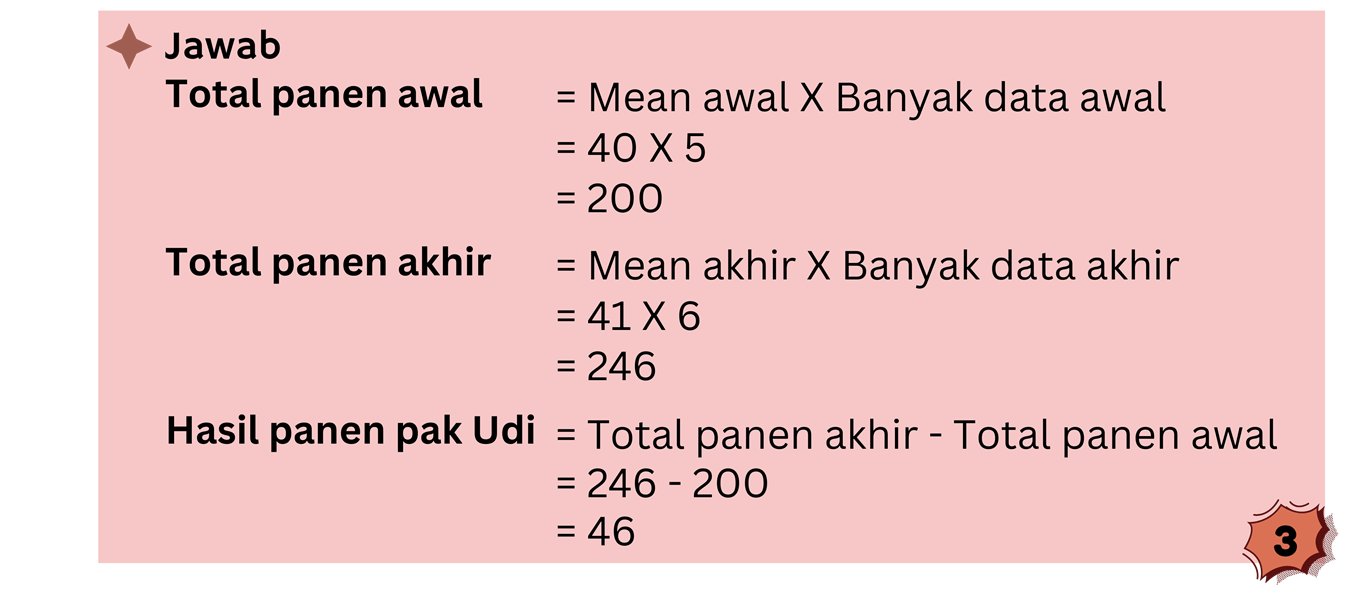 Jawab
Total panen awal = Mean awal X Banyak data awal
= 40 X 5
= 200
Total panen akhir = Mean akhir X Banyak data akhir
= 41 X 6
= 246
Hasil panen pak Udi = Total panen akhir - Total panen awal
= 246 - 200
= 46
3